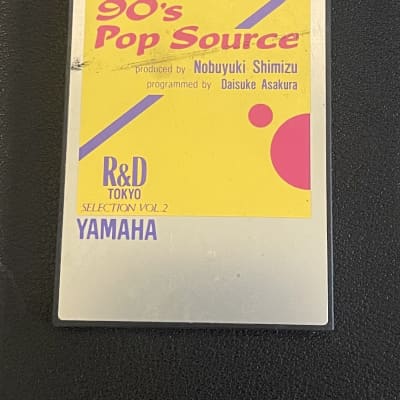 90's
Pop Source
produced by Nobuyuki Shimizu
programmed by Daisuke Asakura
R&D
TOKYO
SELECTION VOL.2
YAMAHA